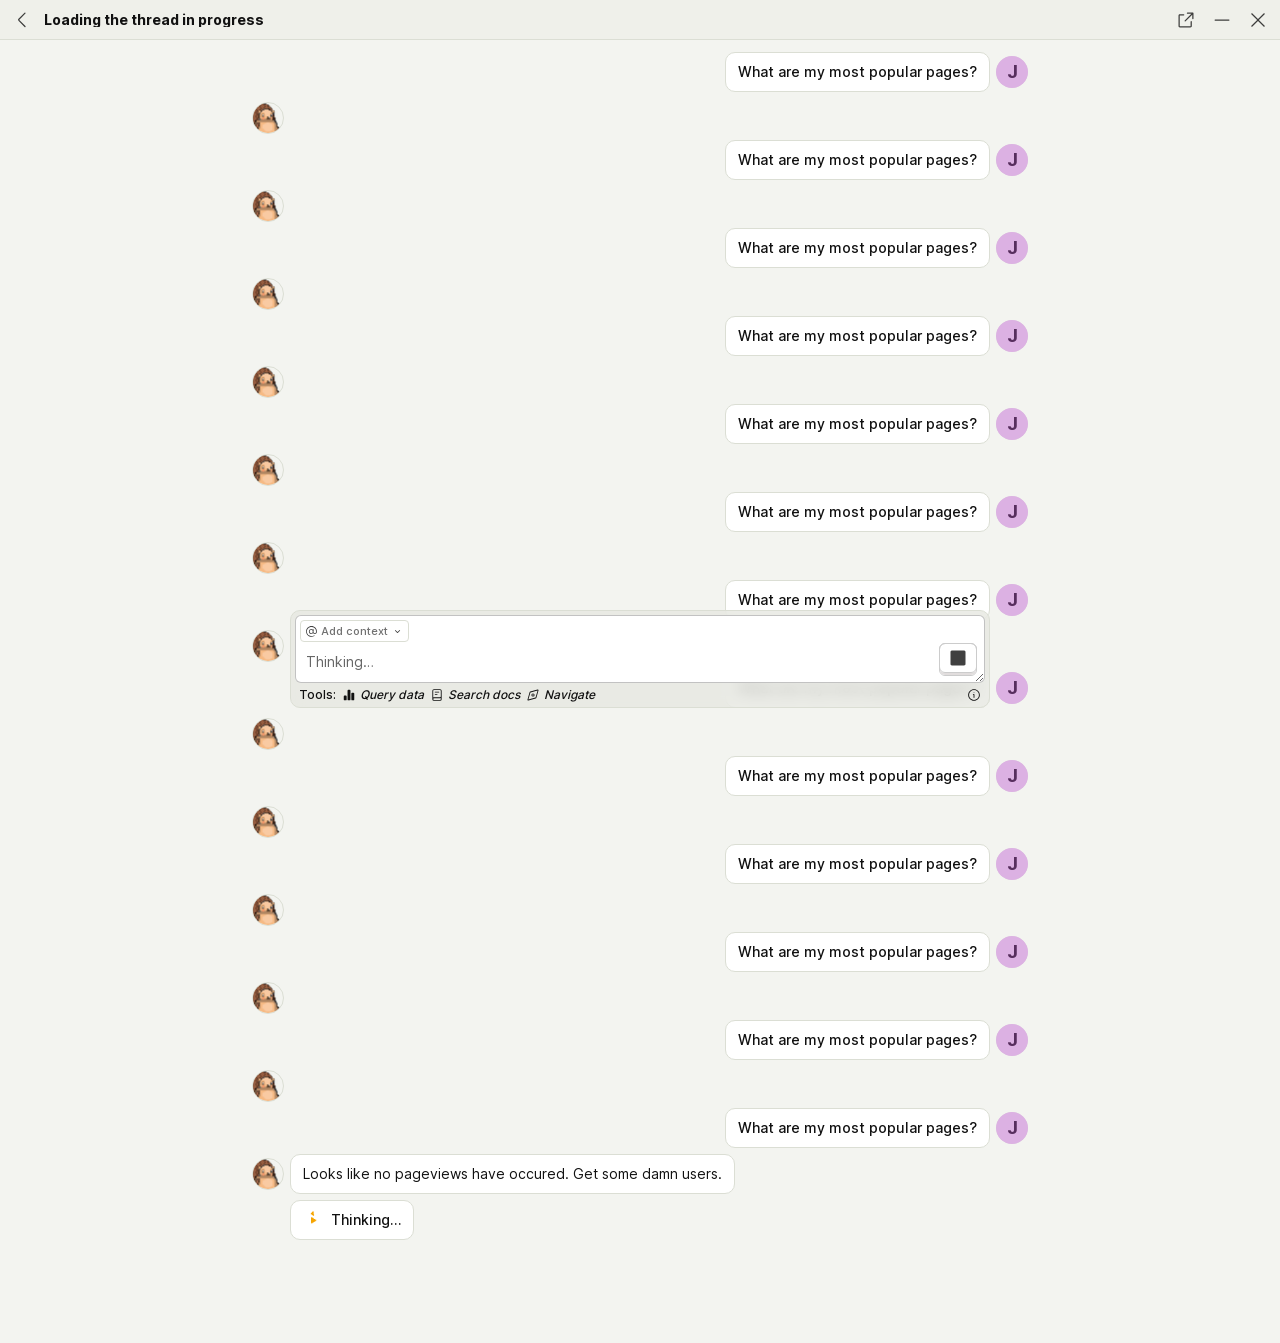 Loading the thread in progress
What are my most popular pages?
J
What are my most popular pages?
J
What are my most popular pages?
J
What are my most popular pages?
J
What are my most popular pages?
J
What are my most popular pages?
J
What are my most popular pages?
J
@ Add context
Thinking…
Tools: Query data Search docs Navigate
J
What are my most popular pages?
J
What are my most popular pages?
J
What are my most popular pages?
J
What are my most popular pages?
J
What are my most popular pages?
J
Looks like no pageviews have occured. Get some damn users.
Thinking...